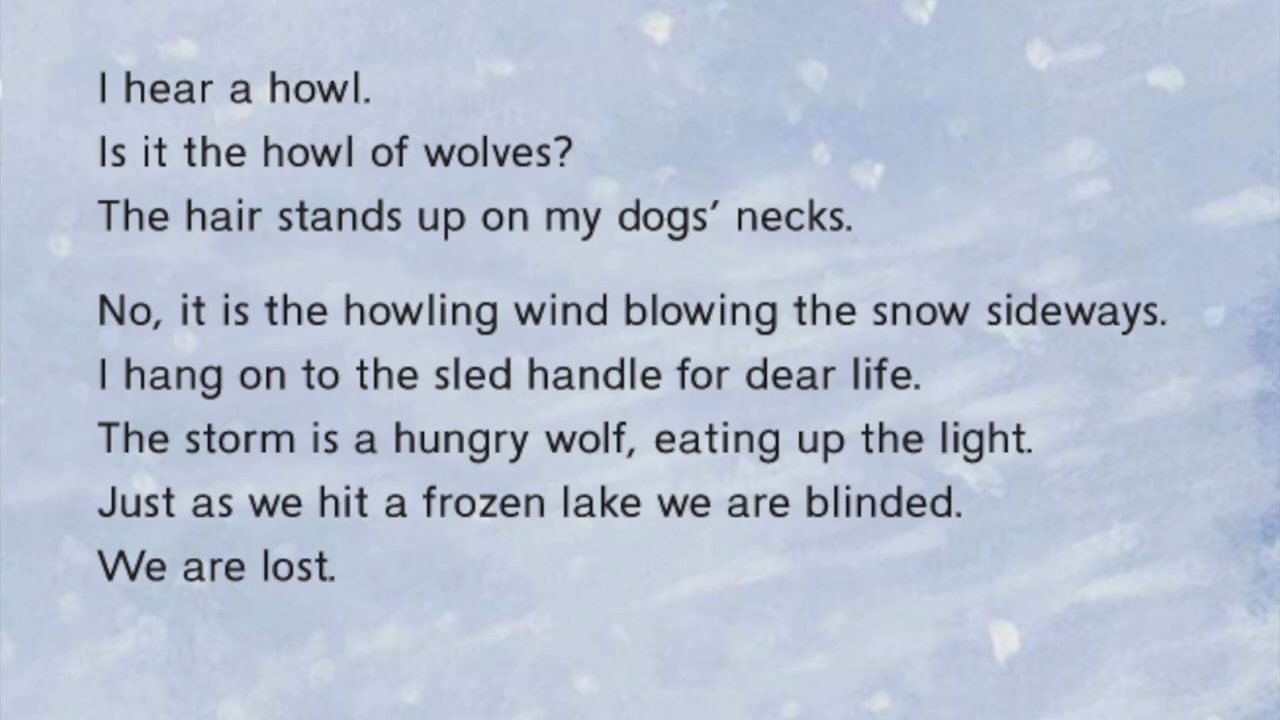 I hear a howl.
Is it the howl of wolves?
The hair stands up on my dogs’ necks.
No, it is the howling wind blowing the snow sideways.
I hang on to the sled handle for dear life.
The storm is a hungry wolf, eating up the light.
Just as we hit a frozen lake we are blinded.
We are lost.